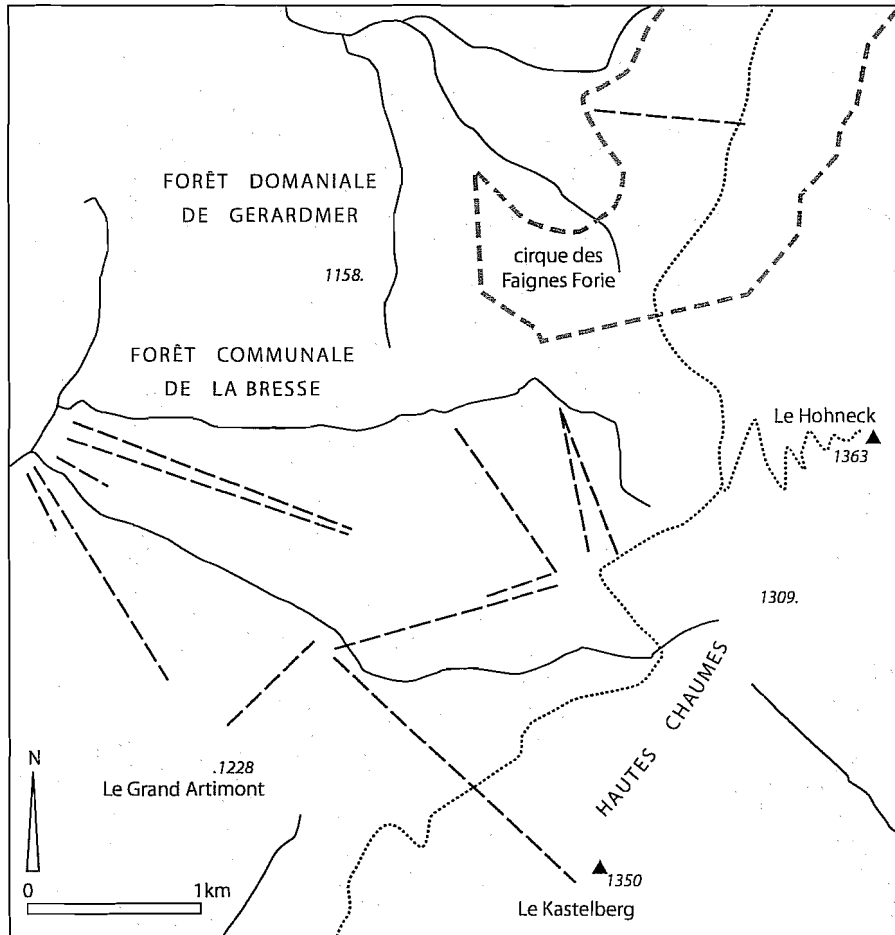 FORÊT DOMANIALE
DE GERARDMER
cirque des
Faignes Forie
1158.
FORÊT COMMUNALE
DE LA BRESSE
Le Hohneck
1363
1309.
HAUTES CHAUMES
N
.1228
Le Grand Artimont
0 1km
1350
Le Kastelberg